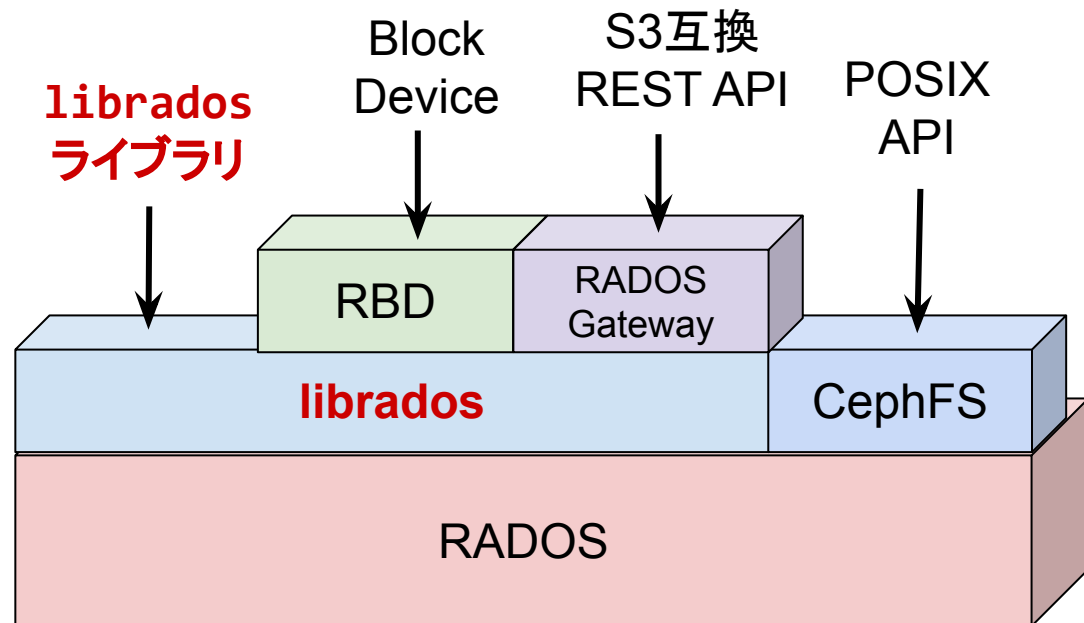 librados
ライブラリ
Block
Device
S3互換
REST API
POSIX
API
RBD
RADOS
Gateway
librados
CephFS
RADOS